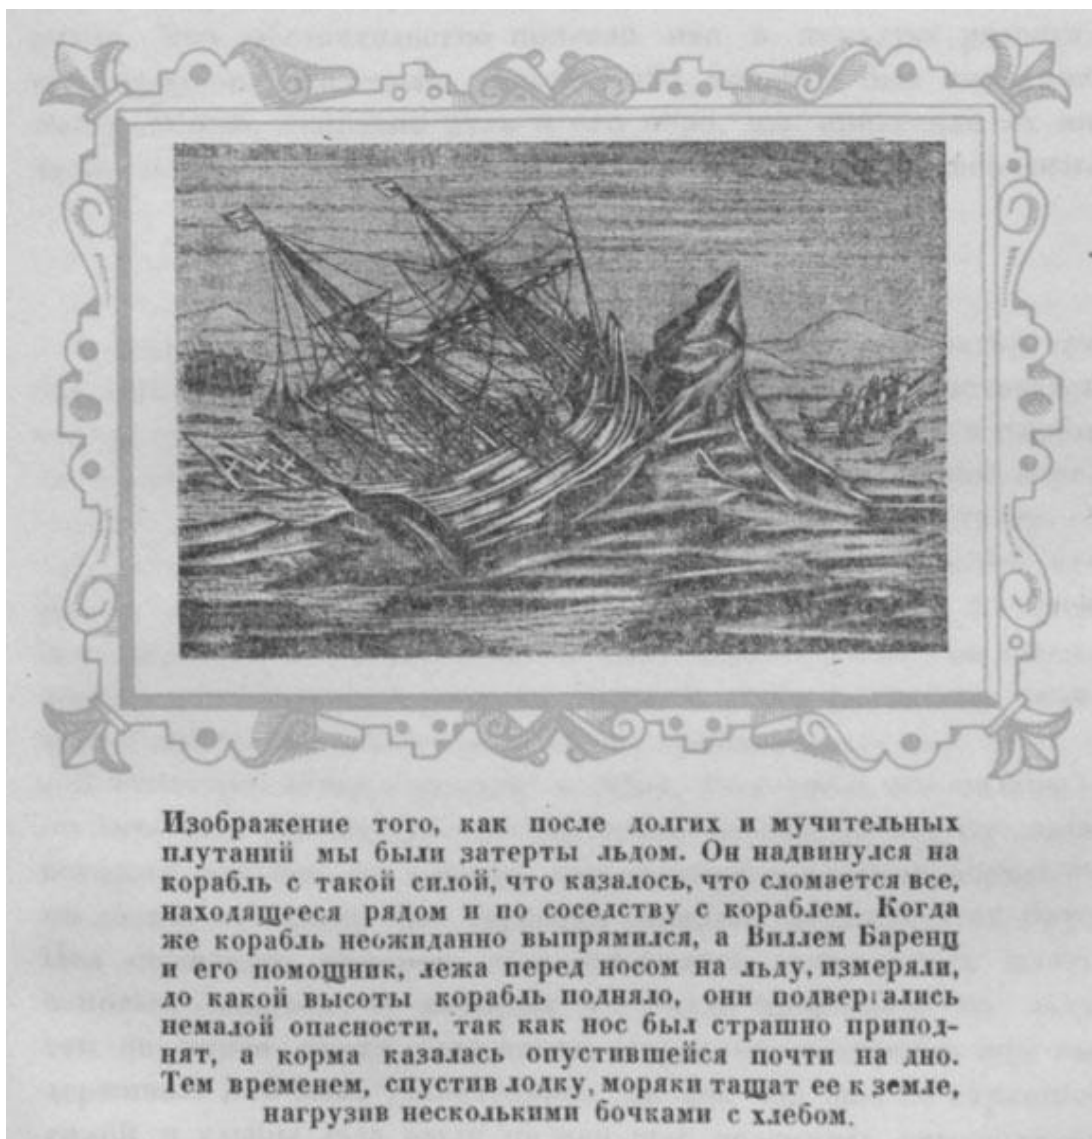 Изображение того, как после долгих и мучительных
плутаний мы были затерты льдом. Он надвинулся на
корабль с такой силой, что казалось, что сломается все,
находящееся рядом и по соседству с кораблем. Когда
же корабль неожиданно выпрямился, а Виллем Баренц
и его помощник, лежа перед носом на льду, измеряли,
до какой высоты корабль подняло, они подвергались
немалой опасности, так как нос был страшно припод-
нят, а корма казалась опустившейся почти на дно.
Тем временем, спустив лодку, моряки тащат ее к земле,
нагрузив несколькими бочками с хлебом.